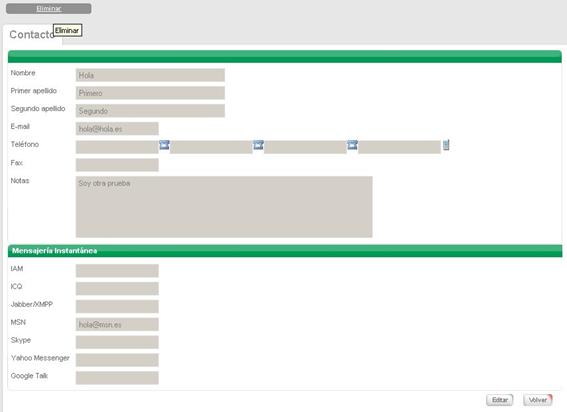 Eliminar
Eliminar
Contacto
Nombre Hola
Primer apellido Primero
Segundo apellido Segundo
E-mail hola@hola.es
Teléfono
Fax
Notas Soy otra prueba
Mensajería Instantánea
IAM
ICQ
Jabber/XMPP
MSN hola@msn.es
Skype
Yahoo Messenger
Google Talk
Editar Volver